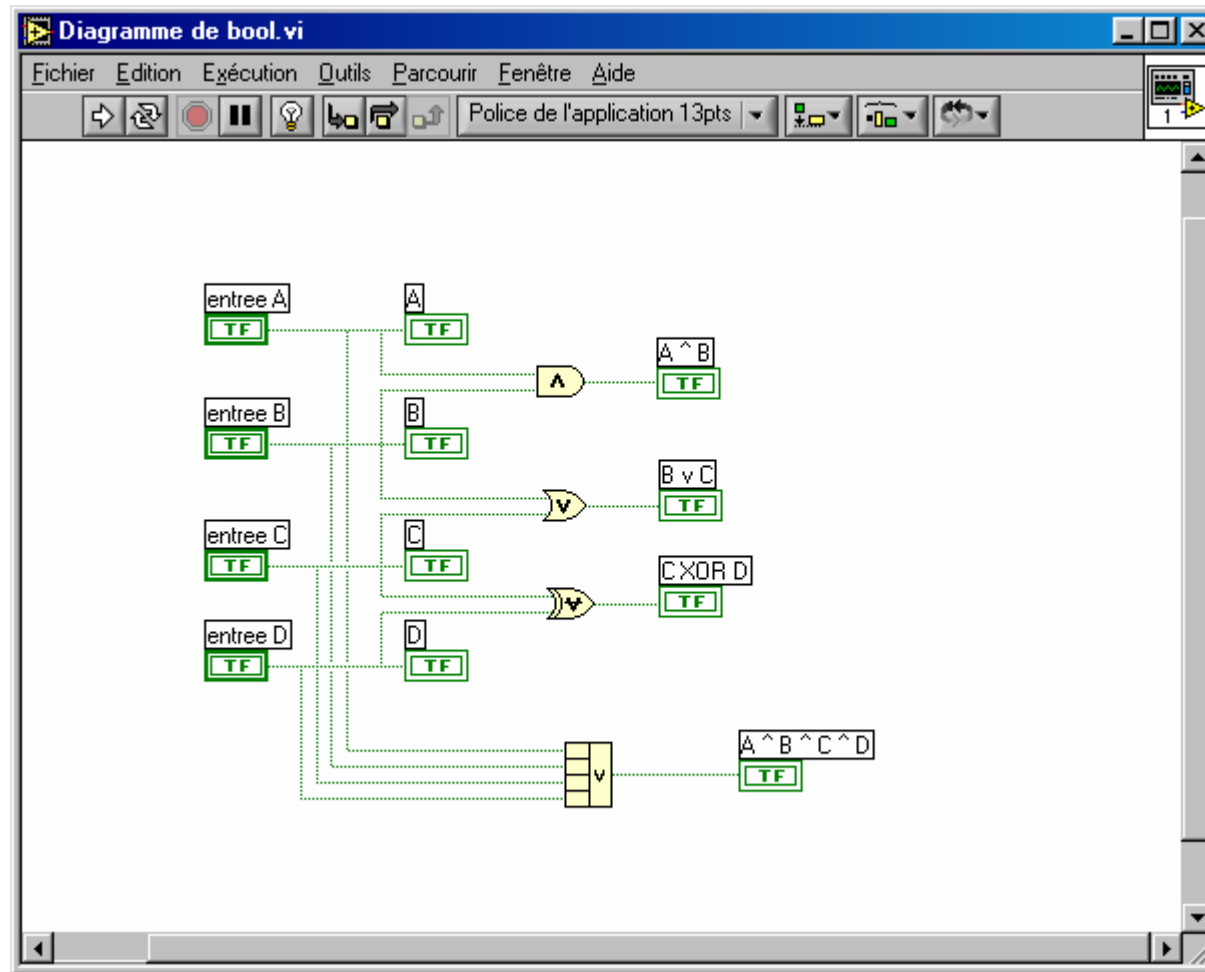 Diagramme de bool.vi
Fichier Edition Exécution Outils Parcourir Fenêtre Aide
Police de l'application 13pts
1
entree A
A
TF
TF
A ^ B
TF
ʌ
entree B
B
TF
TF
B v C
TF
v
entree C
C
TF
TF
C XOR D
TF
v
entree D
D
TF
TF
A ^ B ^ C ^ D
TF
v